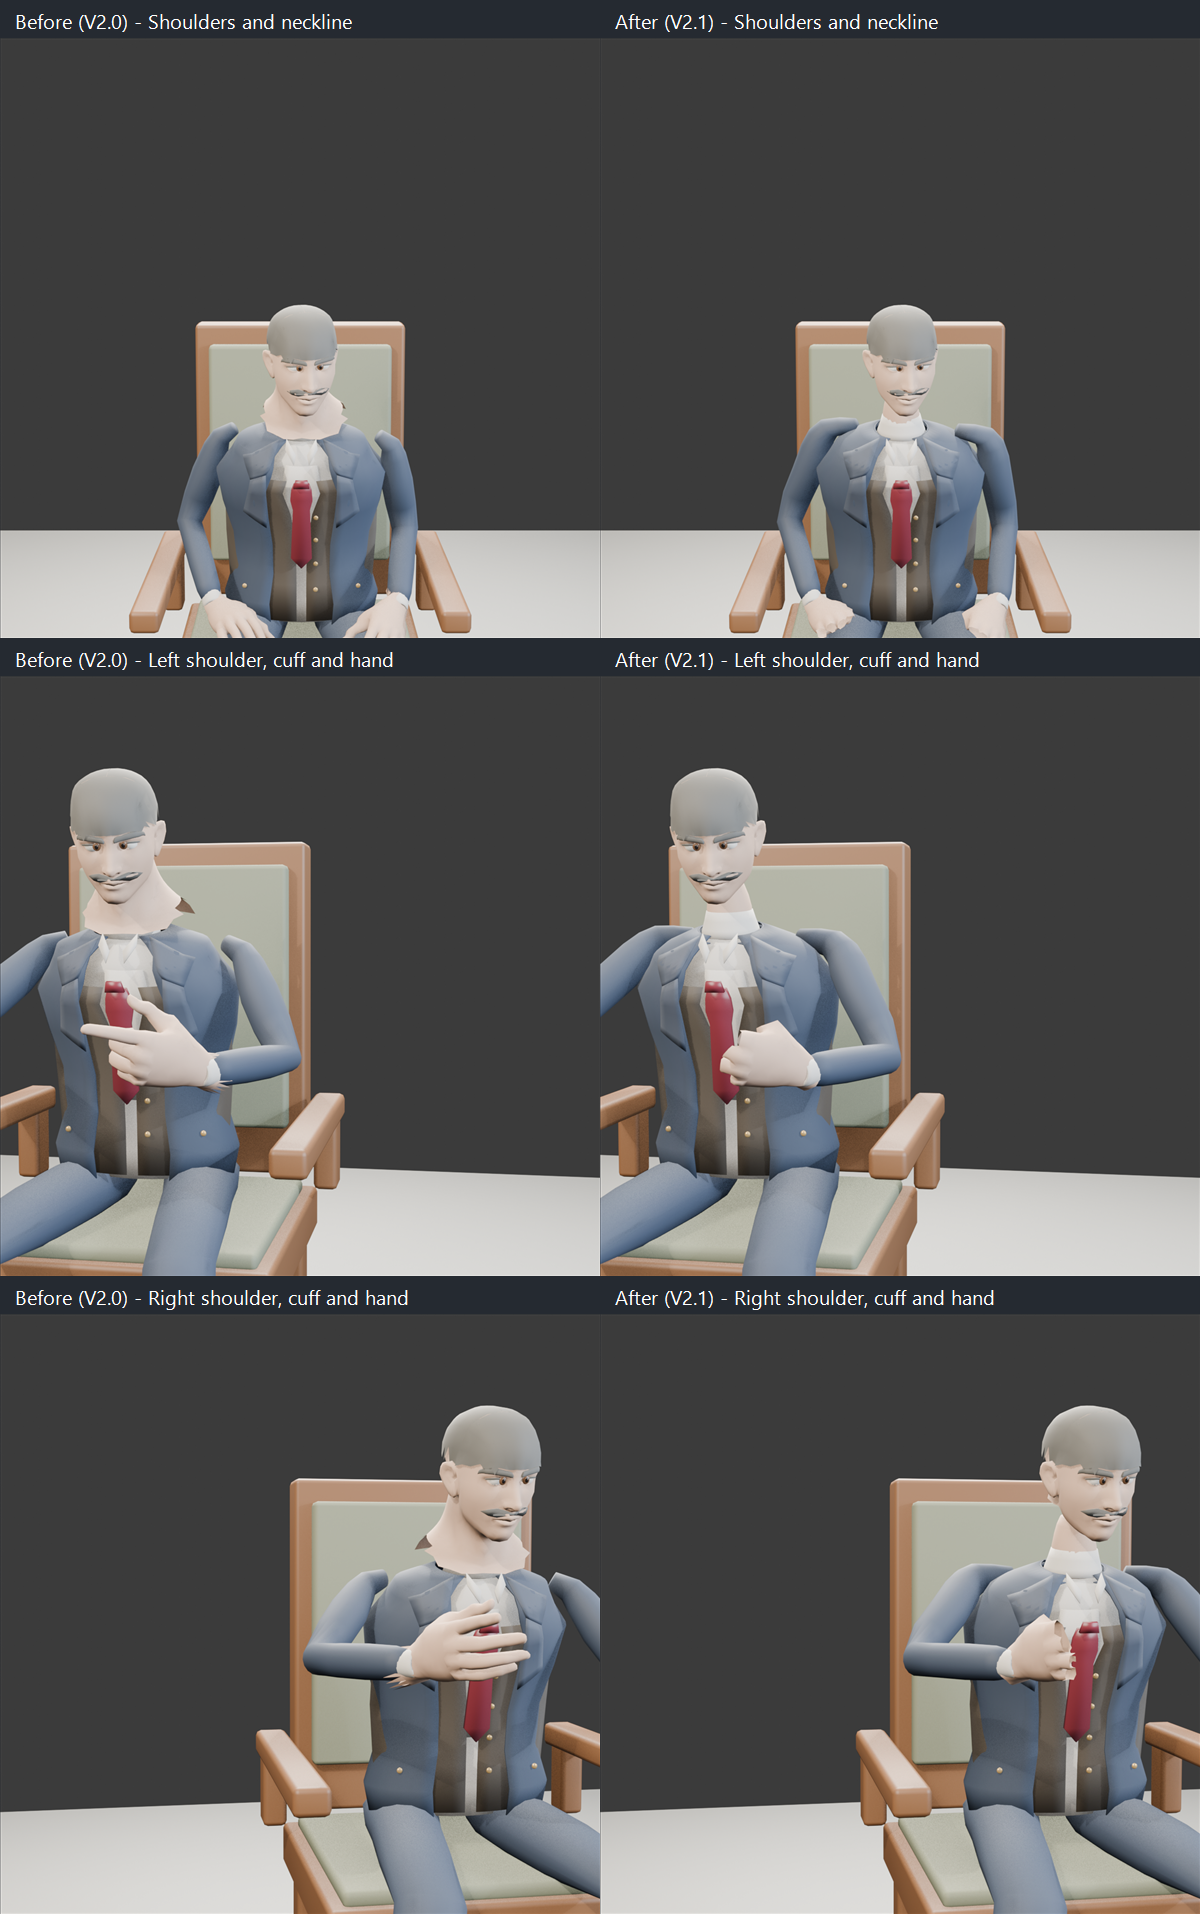 Before (V2.0) - Shoulders and neckline
After (V2.1) - Shoulders and neckline
Before (V2.0) - Left shoulder, cuff and hand
After (V2.1) - Left shoulder, cuff and hand
Before (V2.0) - Right shoulder, cuff and hand
After (V2.1) - Right shoulder, cuff and hand